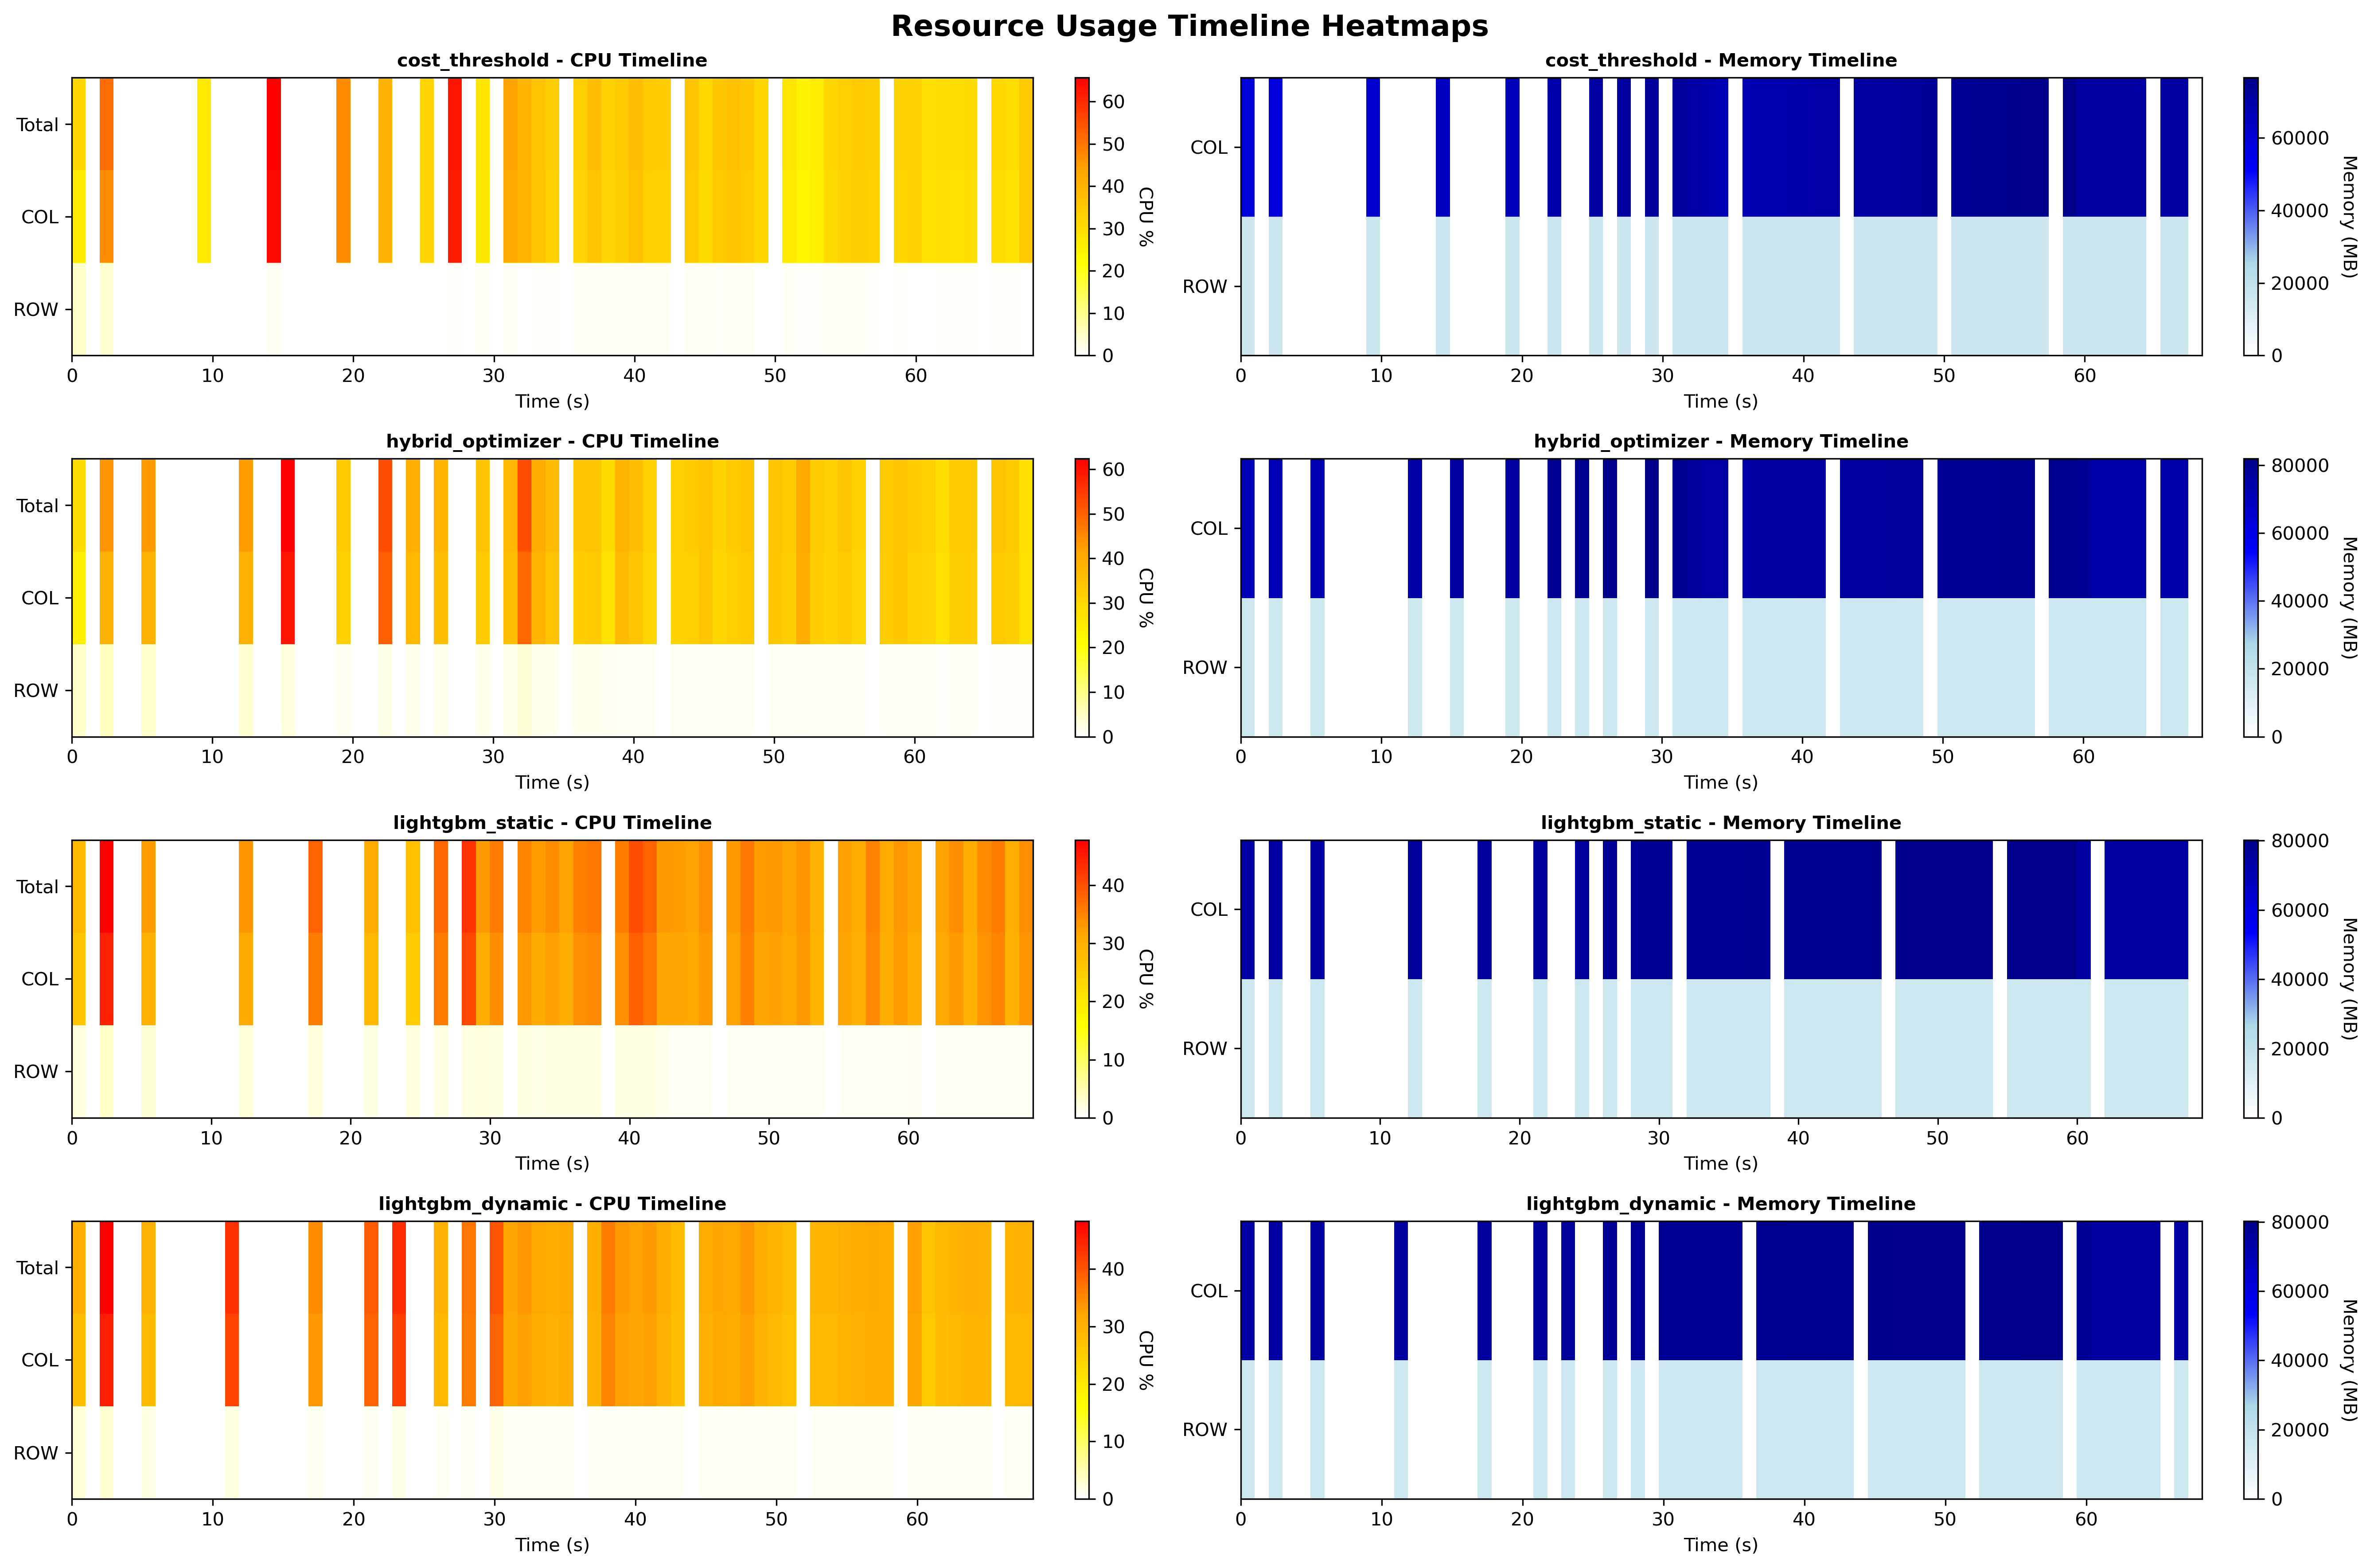 Resource Usage Timeline Heatmaps
cost_threshold - CPU Timeline
Total
COL
ROW
0 10 20 30 40 50 60
Time (s)
60
50
40
30
20
10
0
CPU %
cost_threshold - Memory Timeline
COL
ROW
0 10 20 30 40 50 60
Time (s)
60000
40000
20000
0
Memory (MB)
hybrid_optimizer - CPU Timeline
Total
COL
ROW
0 10 20 30 40 50 60
Time (s)
60
50
40
30
20
10
0
CPU %
hybrid_optimizer - Memory Timeline
COL
ROW
0 10 20 30 40 50 60
Time (s)
80000
60000
40000
20000
0
Memory (MB)
lightgbm_static - CPU Timeline
Total
COL
ROW
0 10 20 30 40 50 60
Time (s)
40
30
20
10
0
CPU %
lightgbm_static - Memory Timeline
COL
ROW
0 10 20 30 40 50 60
Time (s)
80000
60000
40000
20000
0
Memory (MB)
lightgbm_dynamic - CPU Timeline
Total
COL
ROW
0 10 20 30 40 50 60
Time (s)
40
30
20
10
0
CPU %
lightgbm_dynamic - Memory Timeline
COL
ROW
0 10 20 30 40 50 60
Time (s)
80000
60000
40000
20000
0
Memory (MB)